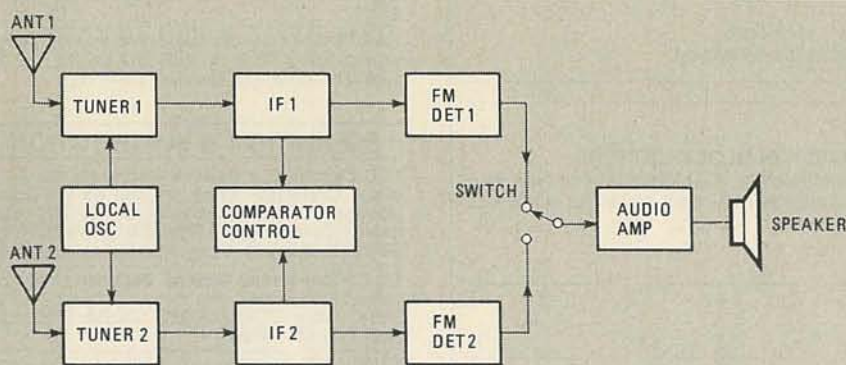 ANT 1
TUNER 1
IF 1
FM
DET 1
LOCAL
OSC
COMPARATOR
CONTROL
SWITCH
AUDIO
AMP
SPEAKER
ANT 2
TUNER 2
IF 2
FM
DET 2